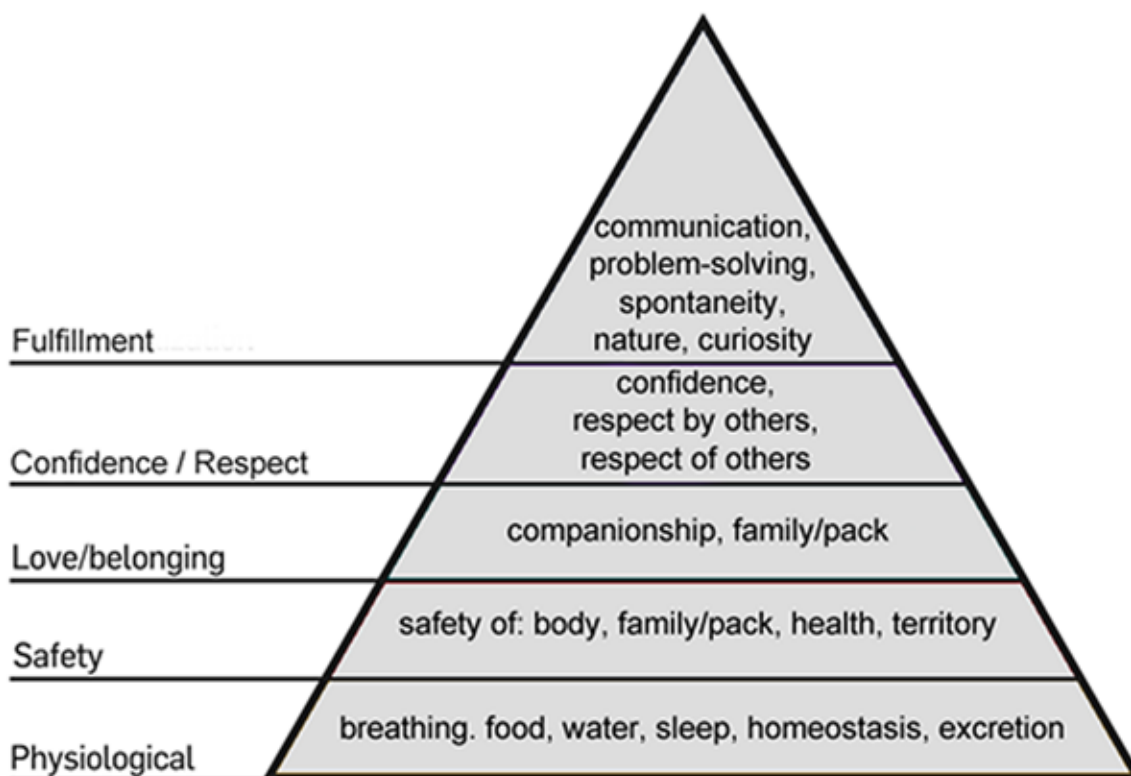 communication,
problem-solving,
spontaneity,
Fulfillment
nature, curiosity
confidence,
respect by others,
Confidence / Respect
respect of others
companionship, family/pack
Love/belonging
safety of: body, family/pack, health, territory
Safety
breathing. food, water, sleep, homeostasis, excretion
Physiological